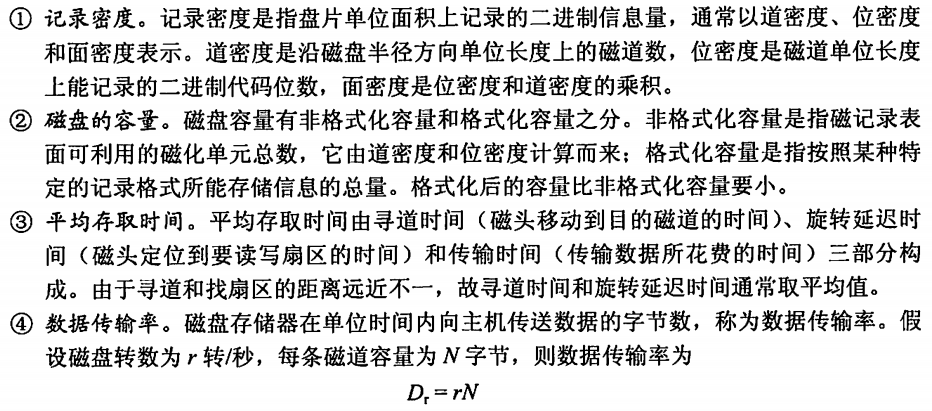 ① 记录密度。记录密度是指盘片单位面积上记录的二进制信息量，通常以道密度、位密度
和面密度表示。道密度是沿磁盘半径方向单位长度上的磁道数，位密度是磁道单位长度
上能记录的二进制代码位数，面密度是位密度和道密度的乘积。
② 磁盘的容量。磁盘容量有非格式化容量和格式化容量之分。非格式化容量是指磁记录表
面可利用的磁化单元总数，它由道密度和位密度计算而来；格式化容量是指按照某种特
定的记录格式所能存储信息的总量。格式化后的容量比非格式化容量要小。
③ 平均存取时间。平均存取时间由寻道时间（磁头移动到目的磁道的时间）、旋转延迟时
间（磁头定位到要读写扇区的时间）和传输时间（传输数据所花费的时间）三部分构
成。由于寻道和找扇区的距离远近不一，故寻道时间和旋转延迟时间通常取平均值。
④ 数据传输率。磁盘存储器在单位时间内向主机传送数据的字节数，称为数据传输率。假
设磁盘转数为 r 转/秒，每条磁道容量为 N 字节，则数据传输率为
Dr = rN